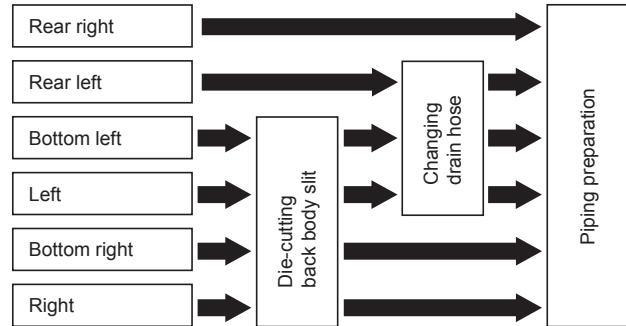 Rear right
Rear left
Bottom left
Left
Bottom right
Right
Die-cutting
back body slit
Changing
drain hose
Piping preparation